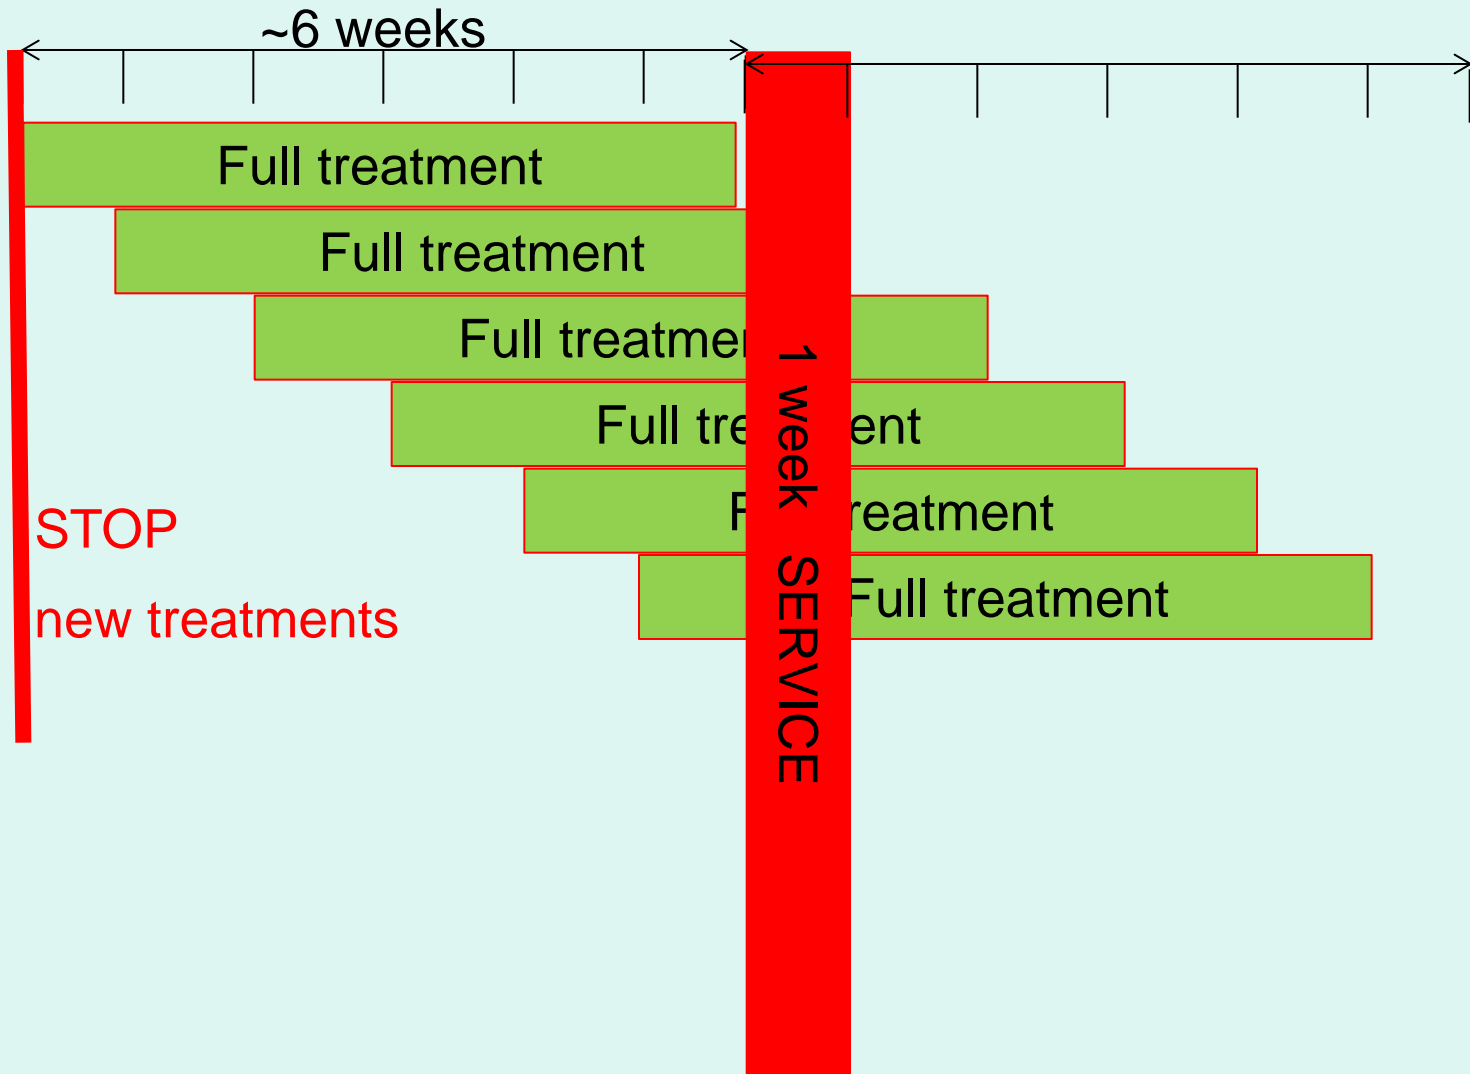 ~6 weeks
Full treatment
Full treatment
Full treatme
Full tre ent
F reatment
Full treatment
1 week SERVICE
STOP
new treatments